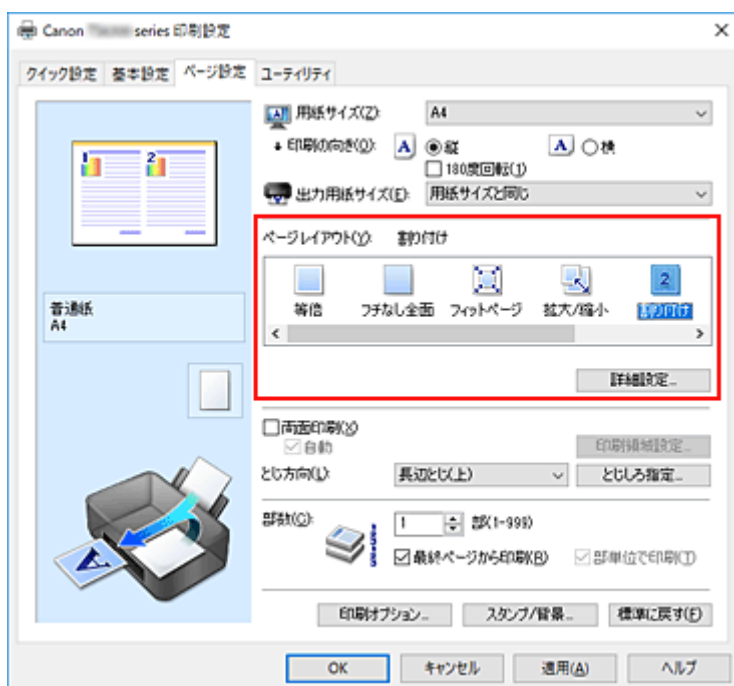 Canon series 印刷設定
クイック設定 基本設定 ページ設定 ユーティリティ
用紙サイズ(Z): A4
印刷の向き(O): A 縦 A 横
180度回転(J)
出力用紙サイズ(E): 用紙サイズと同じ
ページレイアウト(Y): 割り付け
等倍 フチなし全面 フィットページ 拡大/縮小 割り付け
詳細設定...
1 2
普通紙
A4
両面印刷(X)
自動
印刷領域設定...
とじ方向(L): 長辺とじ(上) とじしろ指定...
部数(C): 1 部(1-999)
最終ページから印刷(R) 部単位で印刷(T)
印刷オプション... スタンプ/背景... 標準に戻す(F)
OK キャンセル 適用(A) ヘルプ